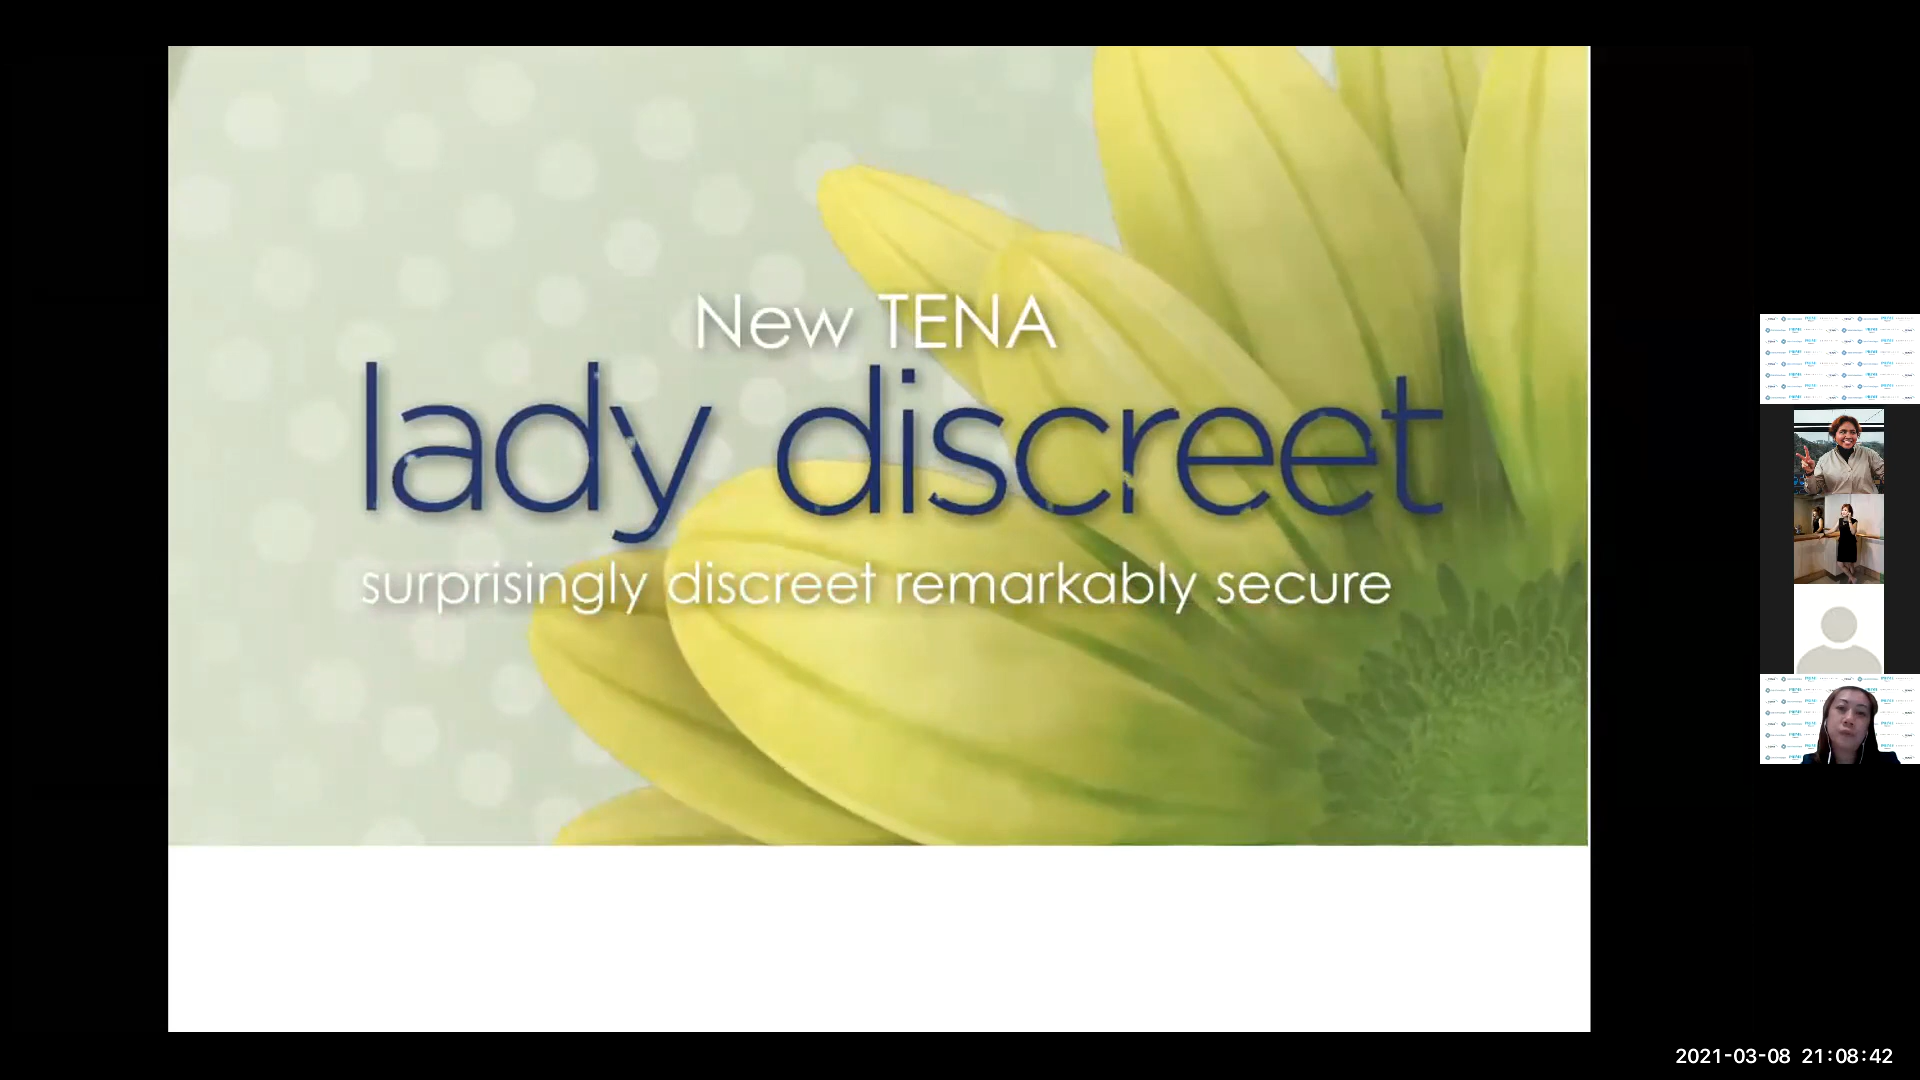 New TENA
lady discreet
surprisingly discreet remarkably secure
2021-03-08 21:08:42